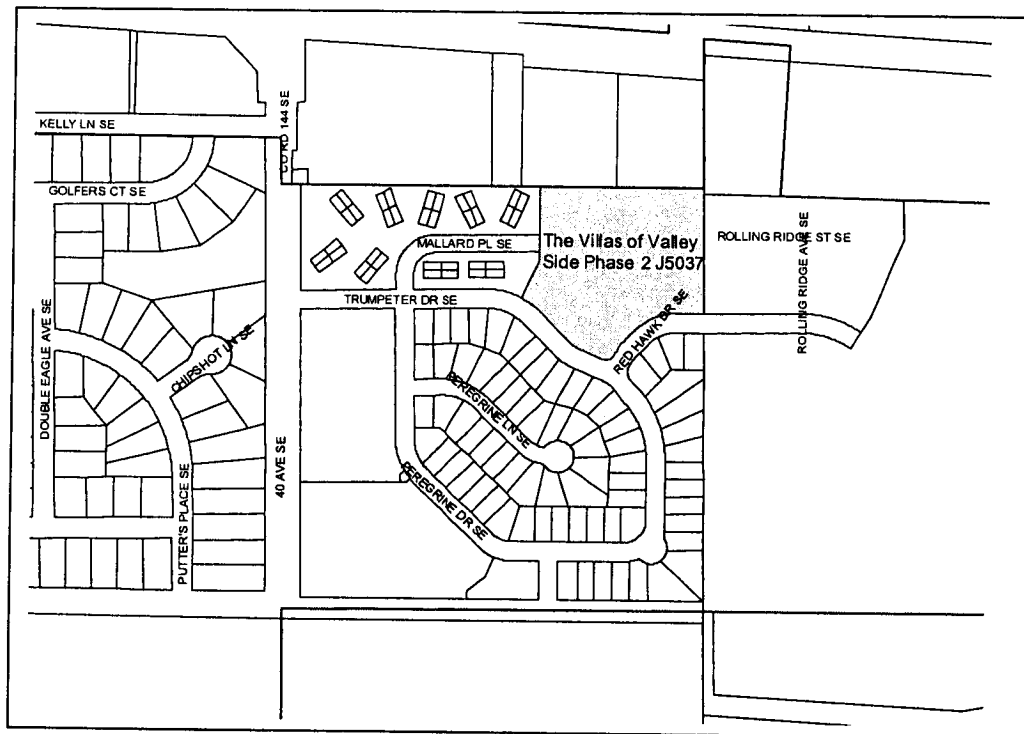 KELLY LN SE
CO RD 144 SE
GOLFERS CT SE
MALLARD PL SE
The Villas of Valley
Side Phase 2 J5037
ROLLING RIDGE ST SE
ROLLING RIDGE AVE SE
TRUMPETER DR SE
RED HAWK DR SE
DOUBLE EAGLE AVE SE
CHIPSHOT LN SE
PEREGRINE LN SE
40 AVE SE
PEREGRINE DR SE
PUTTER'S PLACE SE